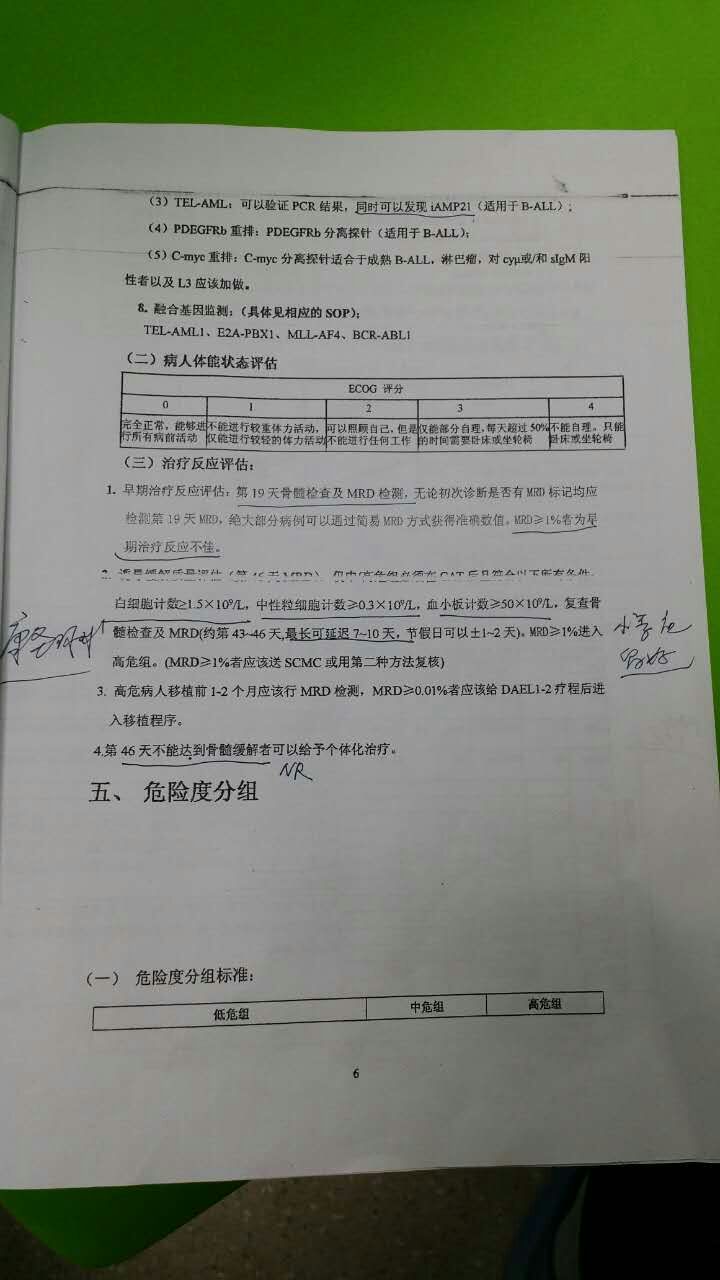 (3) TEL-AML：可以验证 PCR 结果，同时可以发现 iAMP21（适用于 B-ALL）；
(4) PDEGFRb 重排：PDEGFRb 分离探针（适用于 B-ALL）；
(5) C-myc 重排：C-myc 分离探针适合于成熟 B-ALL，淋巴瘤，对 cyμ或/和 sIgM 阳
性者以及 L3 应该加做。
8. 融合基因监测：（具体见相应的 SOP）：
TEL-AML1、E2A-PBX1、MLL-AF4、BCR-ABL1
（二）病人体能状态评估
ECOG 评分
0 1 2 3 4
完全正常，能够进 不能进行较重体力活动， 可以照顾自己，但是 仅能部分自理，每天超过 50% 不能自理。只能
行所有病前活动 仅能进行较轻的体力活动 不能进行任何工作 的时间需要卧床或坐轮椅 卧床或坐轮椅
（三）治疗反应评估：
1. 早期治疗反应评估：第 19 天骨髓检查及 MRD 检测，无论初次诊断是否有 MRD 标记均应
检测第 19 天 MRD，绝大部分病例可以通过简易 MRD 方式获得准确数值。MRD≥1%者为早
期治疗反应不佳。
2. 诱导缓解质量评估（第 46 天 MRD）
白细胞计数≥1.5×10⁹/L，中性粒细胞计数≥0.3×10⁹/L，血小板计数≥50×10⁹/L，复查骨
髓检查及 MRD(约第 43~46 天,最长可延迟 7~10 天，节假日可以±1~2 天)。MRD≥1%进入
高危组。(MRD≥1%者应该送 SCMC 或用第二种方法复核)
3. 高危病人移植前 1-2 个月应该行 MRD 检测，MRD≥0.01%者应该给 DAEL1-2 疗程后进
入移植程序。
4.第 46 天不能达到骨髓缓解者可以给予个体化治疗。
NR
五、 危险度分组
（一） 危险度分组标准：
低危组 中危组 高危组
6